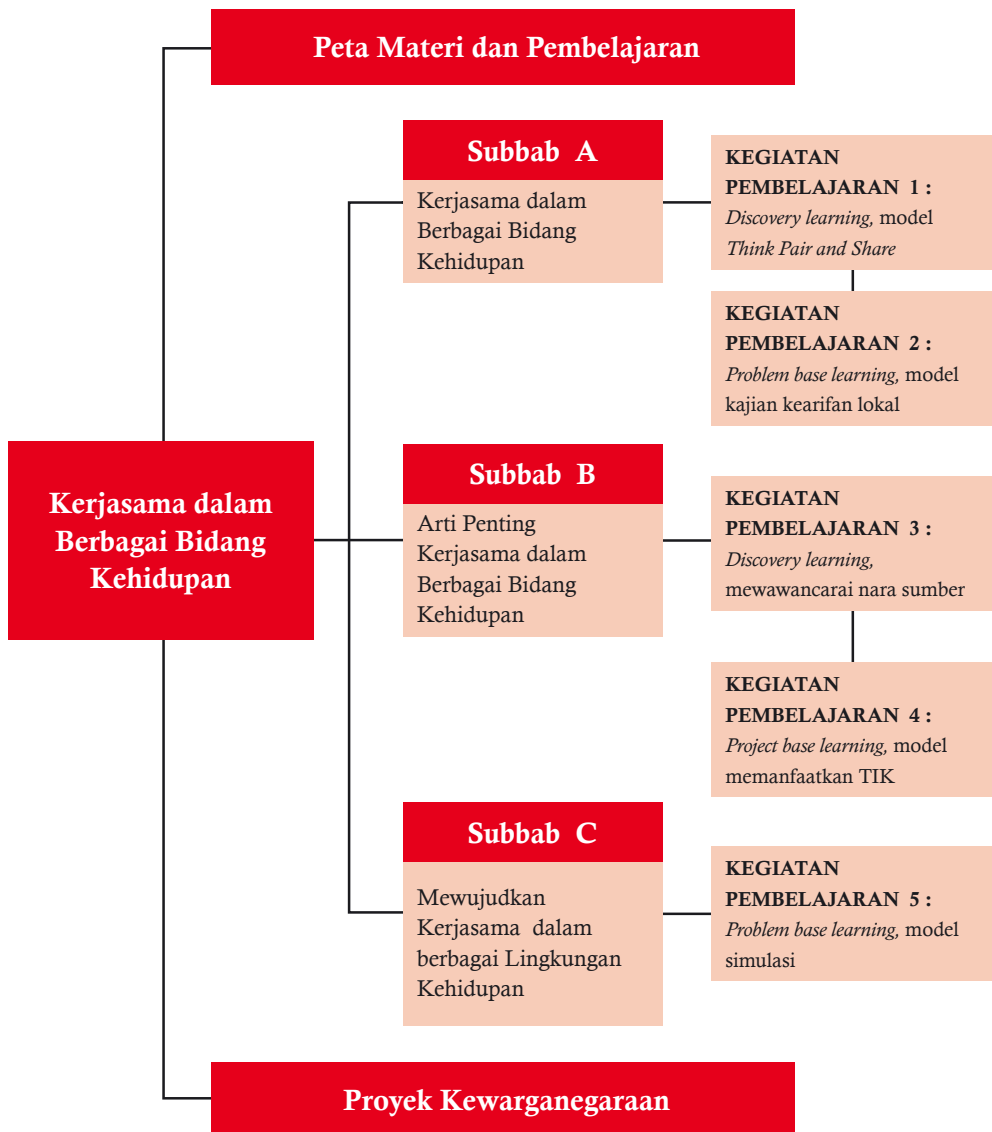 Peta Materi dan Pembelajaran
Kerjasama dalam
Berbagai Bidang
Kehidupan
Subbab A
Kerjasama dalam
Berbagai Bidang
Kehidupan
KEGIATAN
PEMBELAJARAN 1 :
Discovery learning, model
Think Pair and Share
KEGIATAN
PEMBELAJARAN 2 :
Problem base learning, model
kajian kearifan lokal
Subbab B
Arti Penting
Kerjasama dalam
Berbagai Bidang
Kehidupan
KEGIATAN
PEMBELAJARAN 3 :
Discovery learning,
mewawancarai nara sumber
KEGIATAN
PEMBELAJARAN 4 :
Project base learning, model
memanfaatkan TIK
Subbab C
Mewujudkan
Kerjasama dalam
berbagai Lingkungan
Kehidupan
KEGIATAN
PEMBELAJARAN 5 :
Problem base learning, model
simulasi
Proyek Kewarganegaraan